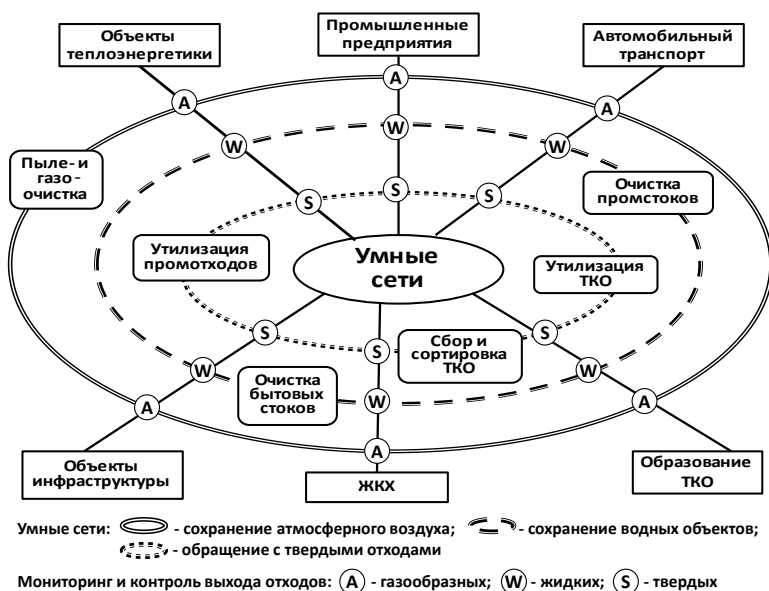 Объекты
теплоэнергетики
Промышленные
предприятия
Автомобильный
транспорт
A
A
A
W
W
W
Пыле- и
газо-
очистка
Очистка
промстоков
S
S
S
Утилизация
промотходов
Умные
сети
Утилизация
ТКО
S
S
S
Сбор и
сортировка
ТКО
W
W
W
Очистка
бытовых
стоков
A
A
A
Объекты
инфраструктуры
ЖКХ
Образование
ТКО
Умные сети: - сохранение атмосферного воздуха; - сохранение водных объектов;
- обращение с твердыми отходами
Мониторинг и контроль выхода отходов: A - газообразных; W - жидких; S - твердых